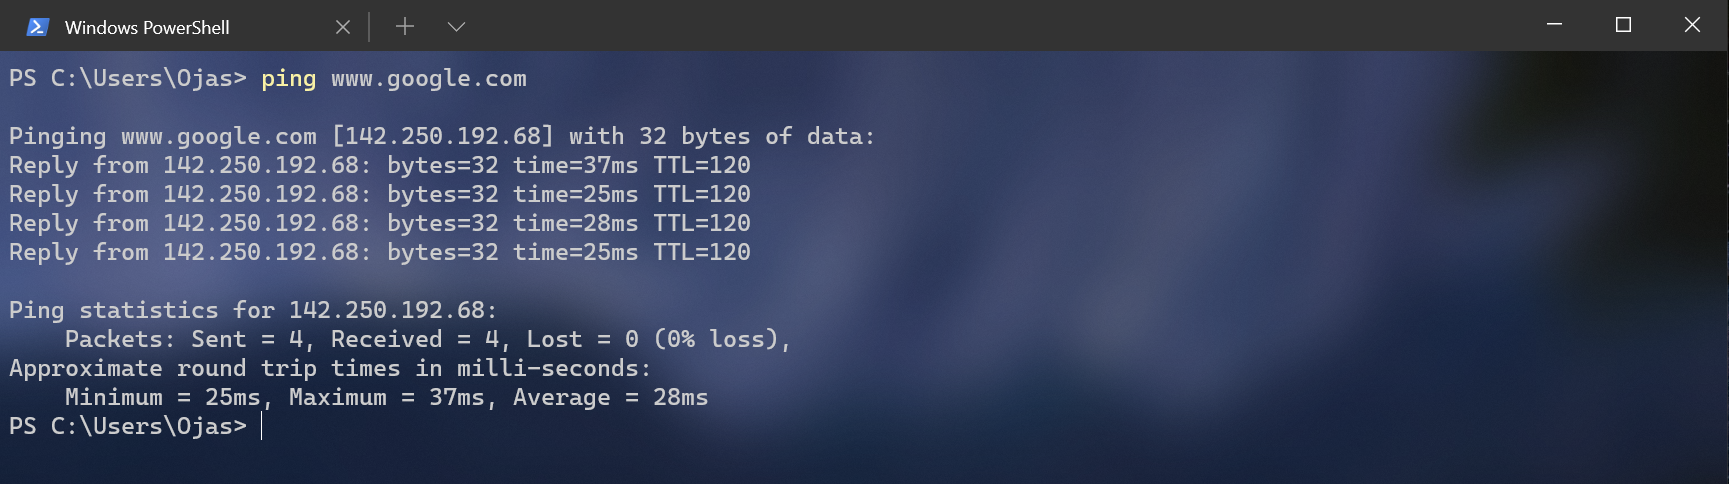 Windows PowerShell
PS C:\Users\Ojas> ping www.google.com
Pinging www.google.com [142.250.192.68] with 32 bytes of data:
Reply from 142.250.192.68: bytes=32 time=37ms TTL=120
Reply from 142.250.192.68: bytes=32 time=25ms TTL=120
Reply from 142.250.192.68: bytes=32 time=28ms TTL=120
Reply from 142.250.192.68: bytes=32 time=25ms TTL=120
Ping statistics for 142.250.192.68:
    Packets: Sent = 4, Received = 4, Lost = 0 (0% loss),
Approximate round trip times in milli-seconds:
    Minimum = 25ms, Maximum = 37ms, Average = 28ms
PS C:\Users\Ojas>